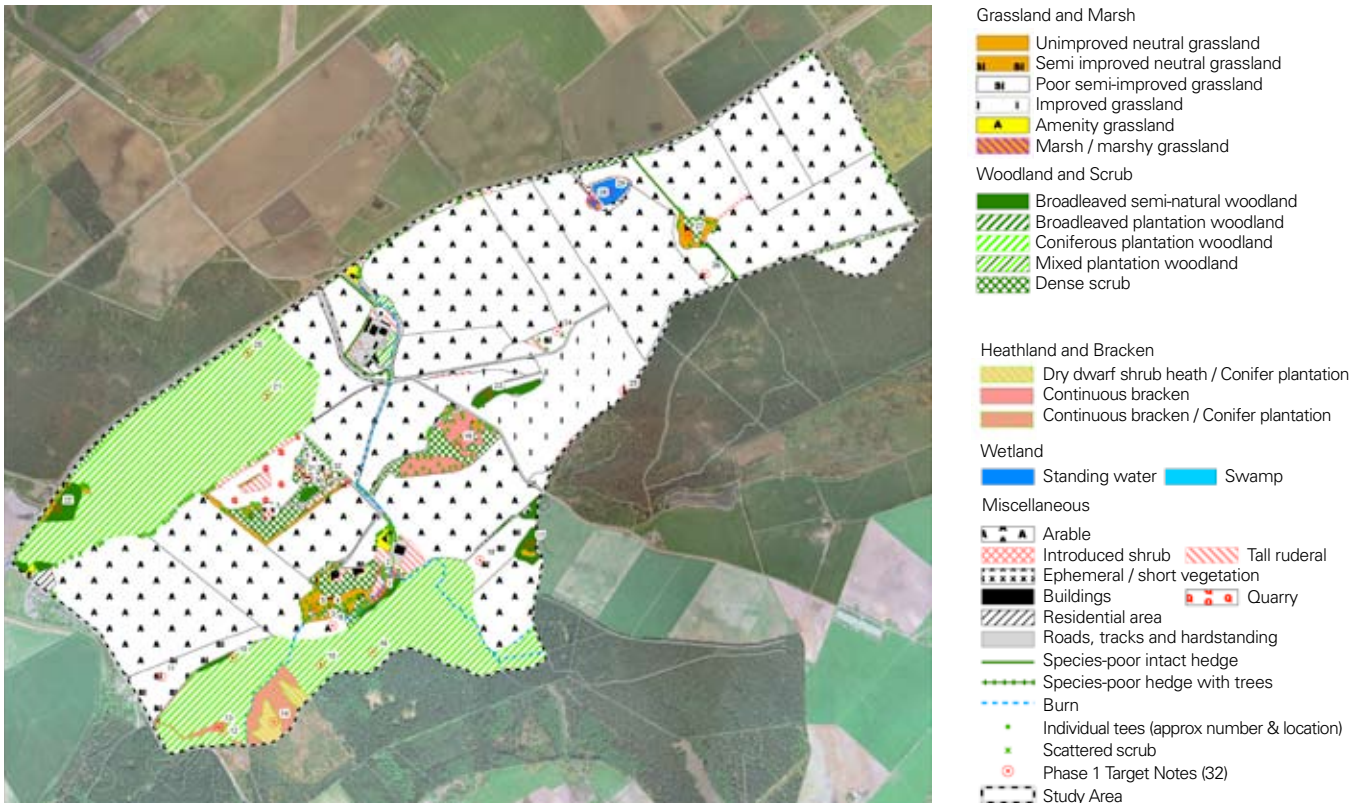 Grassland and Marsh
Unimproved neutral grassland
Semi improved neutral grassland
Poor semi-improved grassland
Improved grassland
Amenity grassland
Marsh / marshy grassland
Woodland and Scrub
Broadleaved semi-natural woodland
Broadleaved plantation woodland
Coniferous plantation woodland
Mixed plantation woodland
Dense scrub
Heathland and Bracken
Dry dwarf shrub heath / Conifer plantation
Continuous bracken
Continuous bracken / Conifer plantation
Wetland
Standing water Swamp
Miscellaneous
Arable
Introduced shrub Tall ruderal
Ephemeral / short vegetation
Buildings Quarry
Residential area
Roads, tracks and hardstanding
Species-poor intact hedge
Species-poor hedge with trees
Burn
Individual tees (approx number & location)
Scattered scrub
Phase 1 Target Notes (32)
Study Area